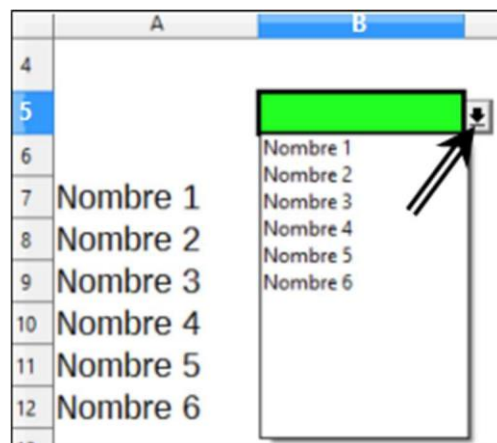 A B
4
5
6
7 Nombre 1
8 Nombre 2
9 Nombre 3
10 Nombre 4
11 Nombre 5
12 Nombre 6
Nombre 1
Nombre 2
Nombre 3
Nombre 4
Nombre 5
Nombre 6